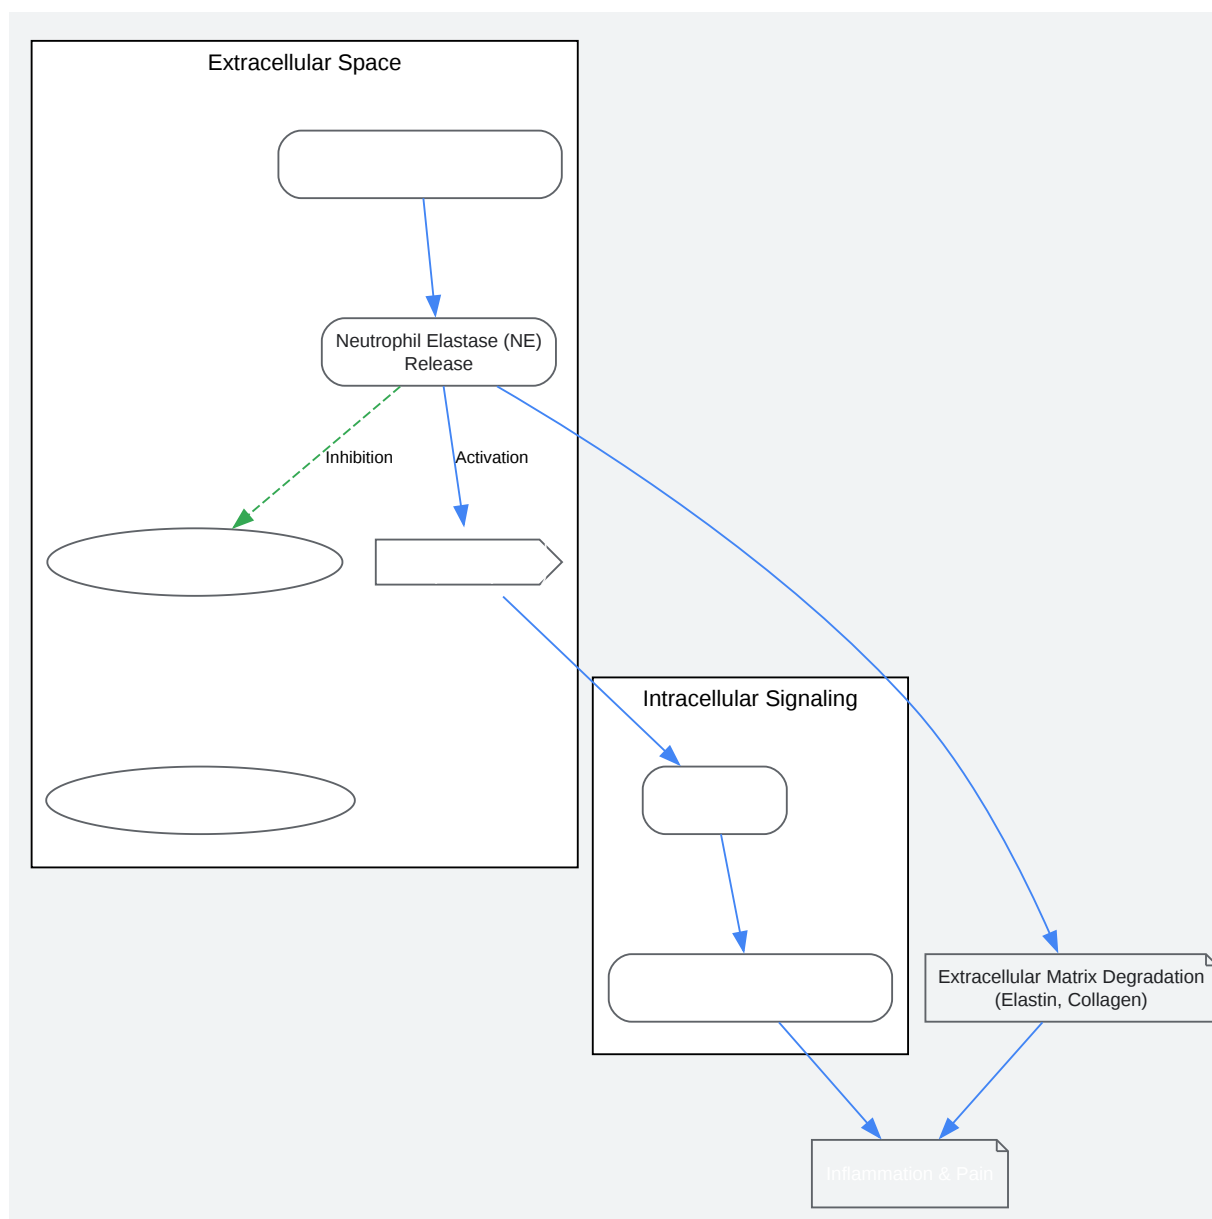 Extracellular Space
Neutrophil Elastase (NE)
Release
Inhibition
Activation
Intracellular Signaling
Extracellular Matrix Degradation
(Elastin, Collagen)
Inflammation & Pain